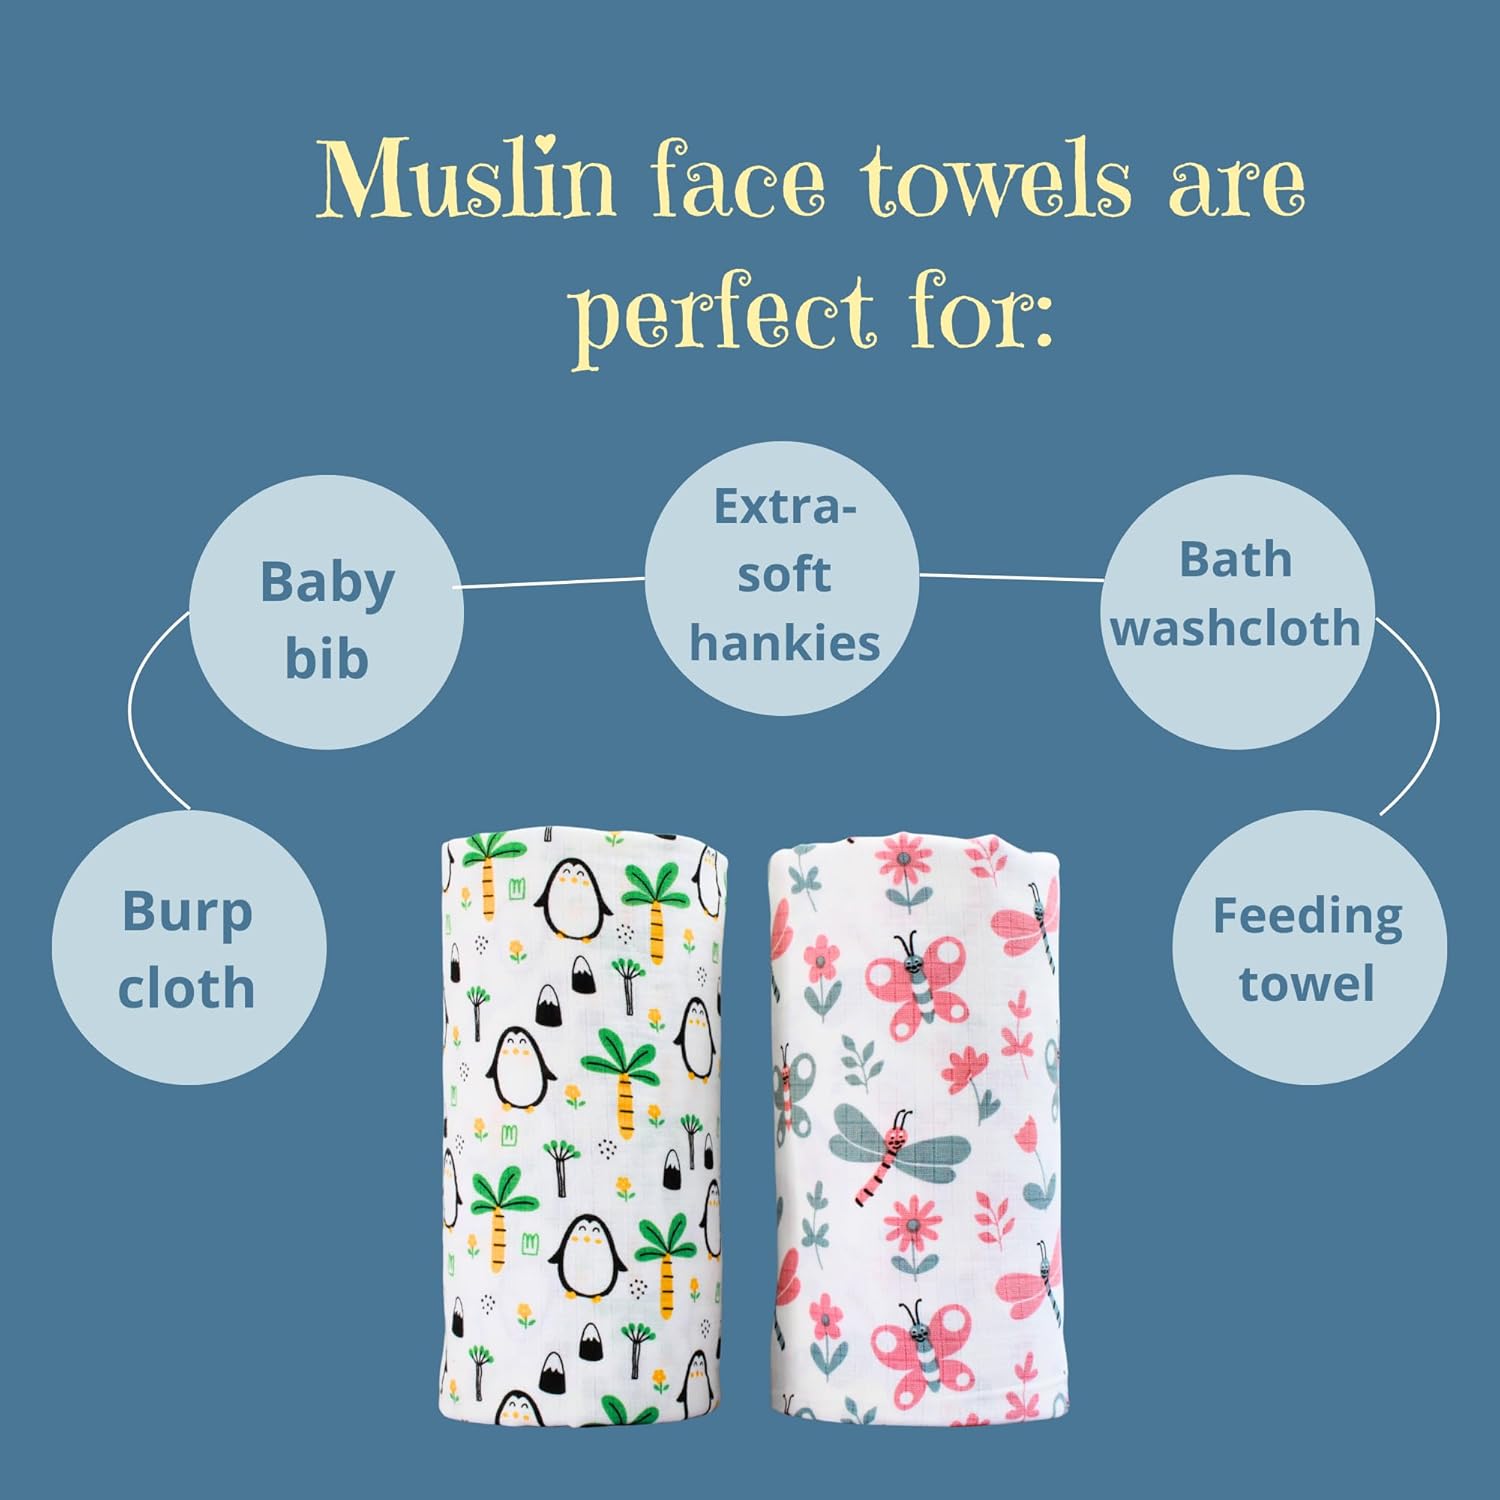 Muslin face towels are
perfect for:
Baby
bib
Extra-
soft
hankies
Bath
washcloth
Burp
cloth
Feeding
towel